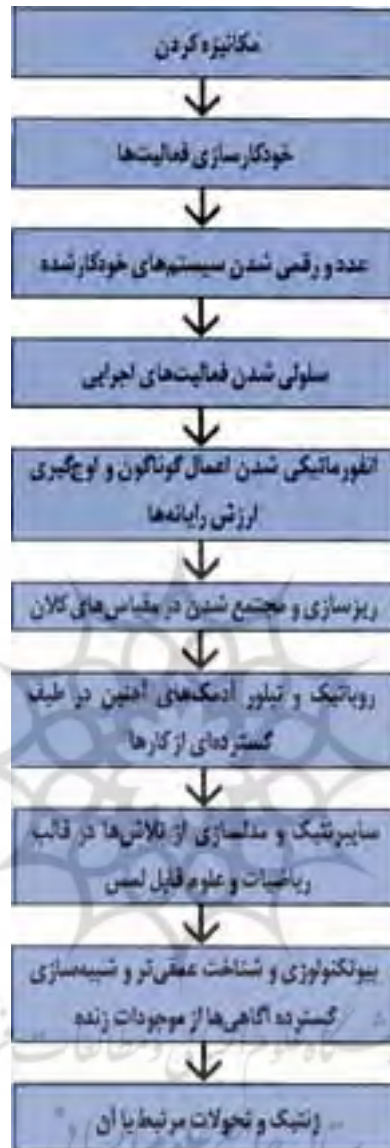 مکانیزه کردن
خودکارسازی فعالیت‌ها
عدد و رقمی شدن سیستم‌های خودکار شده
سلولی شدن فعالیت‌های اجرایی
انفورماتیکی شدن اعمال گوناگون و اوج‌گیری
ارزش رایانه‌ها
ریزسازی و مجتمع شدن در مقیاس‌های کلان
روباتیک و تبلور آدمک‌های آهنین در طیف
گسترده‌ای از کارها
سایبرنتیک و مدلسازی از تلاش‌ها در قالب
ریاضیات و علوم قابل لمس
بیوتکنولوژی و شناخت عمقی‌تر و شبیه‌سازی
گسترده آگاهی‌ها از موجودات زنده
ژنتیک و تحولات مرتبط با آن